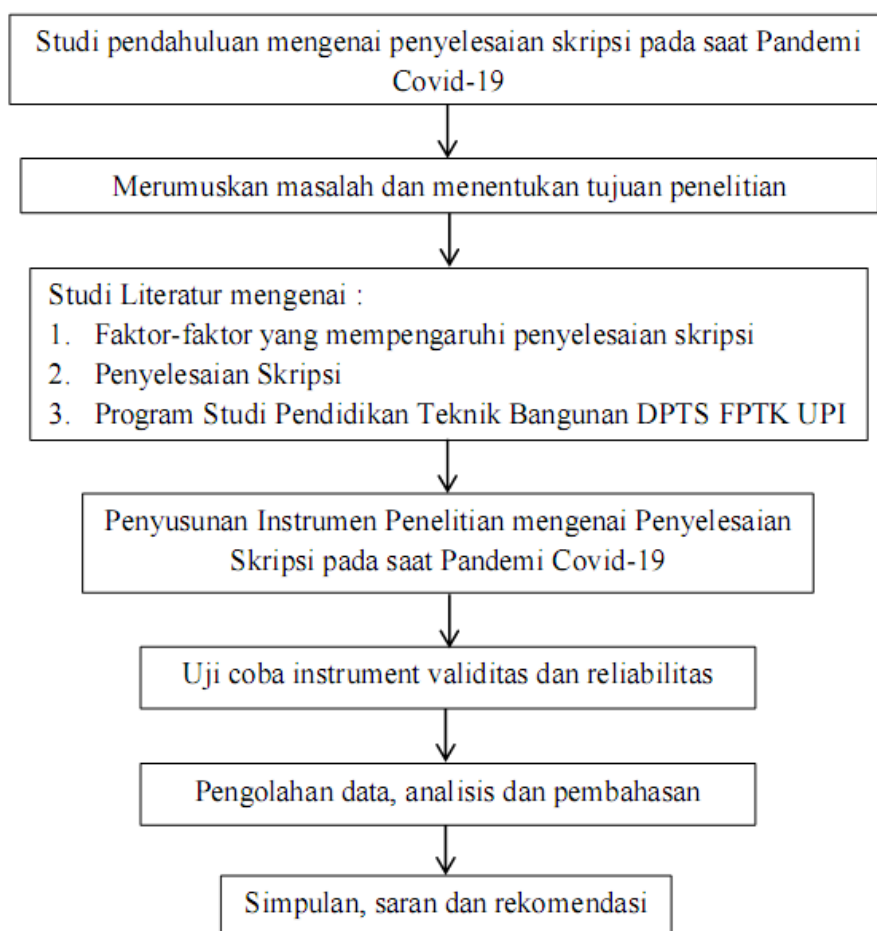 Studi pendahuluan mengenai penyelesaian skripsi pada saat Pandemi
Covid-19
Merumuskan masalah dan menentukan tujuan penelitian
Studi Literatur mengenai :
1. Faktor-faktor yang mempengaruhi penyelesaian skripsi
2. Penyelesaian Skripsi
3. Program Studi Pendidikan Teknik Bangunan DPTS FPTK UPI
Penyusunan Instrumen Penelitian mengenai Penyelesaian
Skripsi pada saat Pandemi Covid-19
Uji coba instrument validitas dan reliabilitas
Pengolahan data, analisis dan pembahasan
Simpulan, saran dan rekomendasi